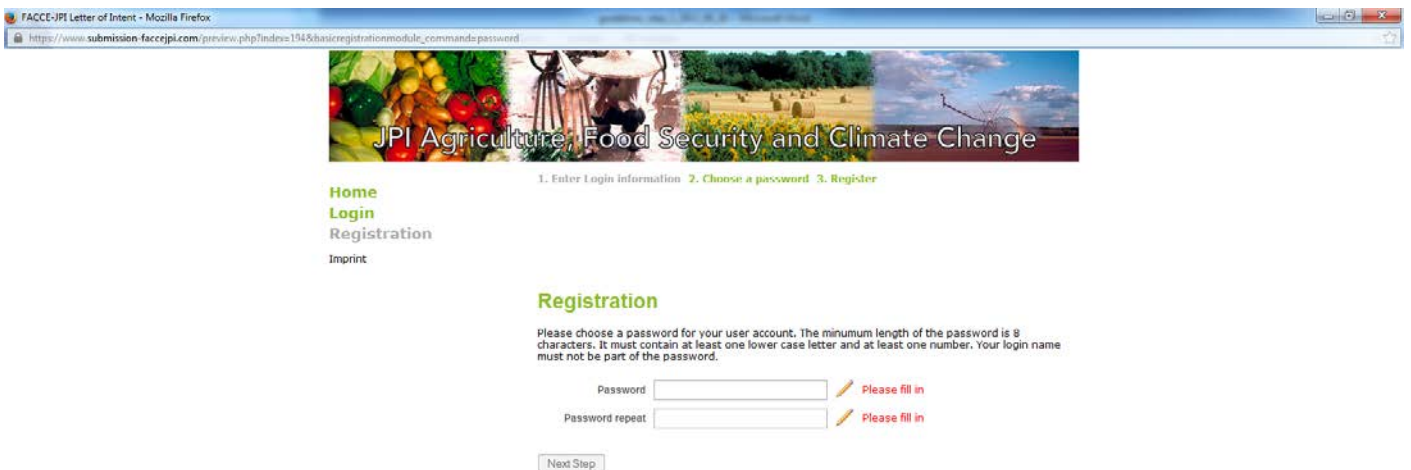 FACCE-JPI Letter of Intent - Mozilla Firefox
https://www.submission-faccejpi.com/preview.php?index=194&basicregistrationmodule_command=password
JPI Agriculture, Food Security and Climate Change
1. Enter Login information 2. Choose a password 3. Register
Home
Login
Registration
Imprint
Registration
Please choose a password for your user account. The minumum length of the password is 8
characters. It must contain at least one lower case letter and at least one number. Your login name
must not be part of the password.
Password Please fill in
Password repeat Please fill in
Next Step